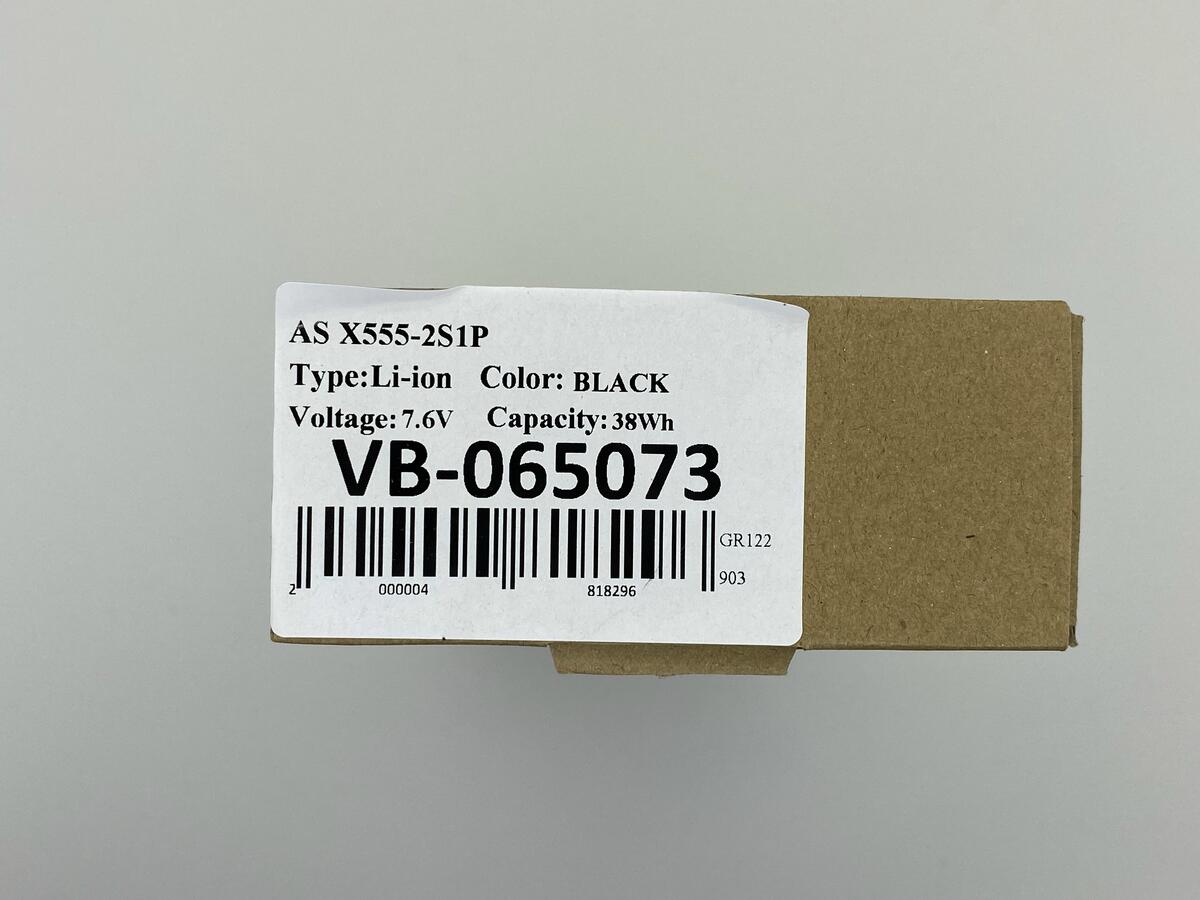 AS X555-2S1P
Type:Li-ion Color: BLACK
Voltage: 7.6V Capacity: 38Wh
VB-065073
GR122
903
2 000004 818296